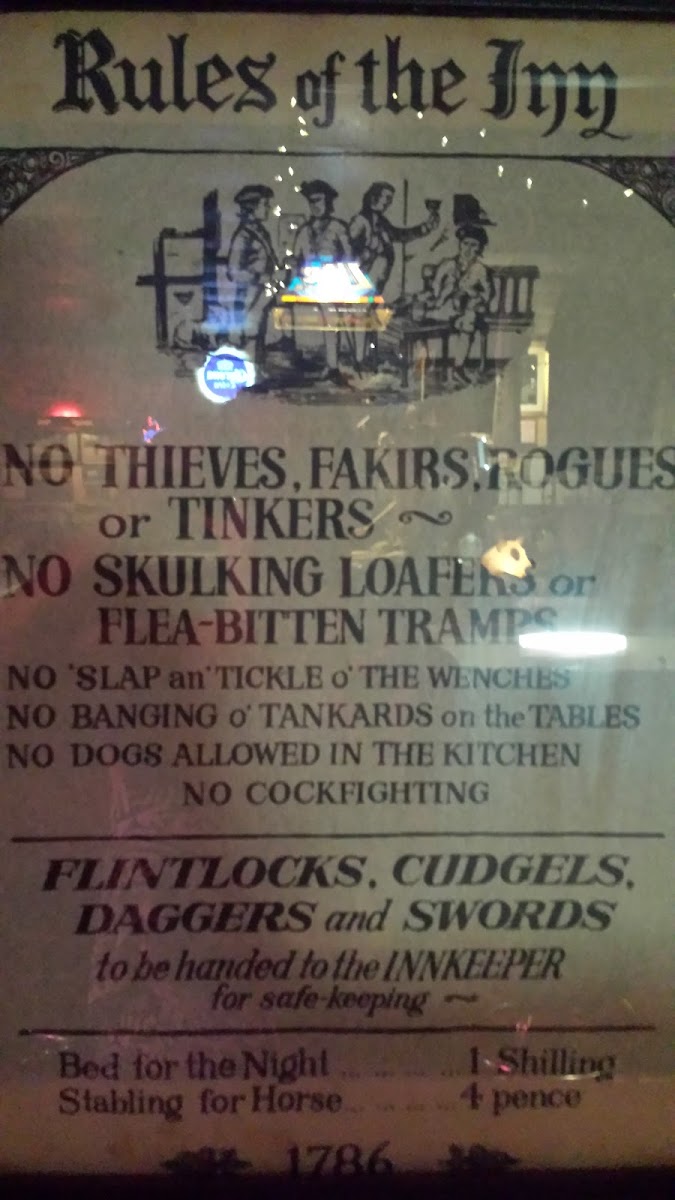 Rules of the Inn
NO THIEVES, FAKIRS, ROGUES
or TINKERS ~
NO SKULKING LOAFERS or
FLEA-BITTEN TRAMPS
NO 'SLAP an' TICKLE o' THE WENCHES
NO BANGING o' TANKARDS on the TABLES
NO DOGS ALLOWED IN THE KITCHEN
NO COCKFIGHTING
FLINTLOCKS, CUDGELS,
DAGGERS and SWORDS
to be handed to the INNKEEPER
for safe-keeping ~
Bed for the Night ... ... ... ... 1 Shilling
Stabling for Horse... ... ... ... 4 pence
1786